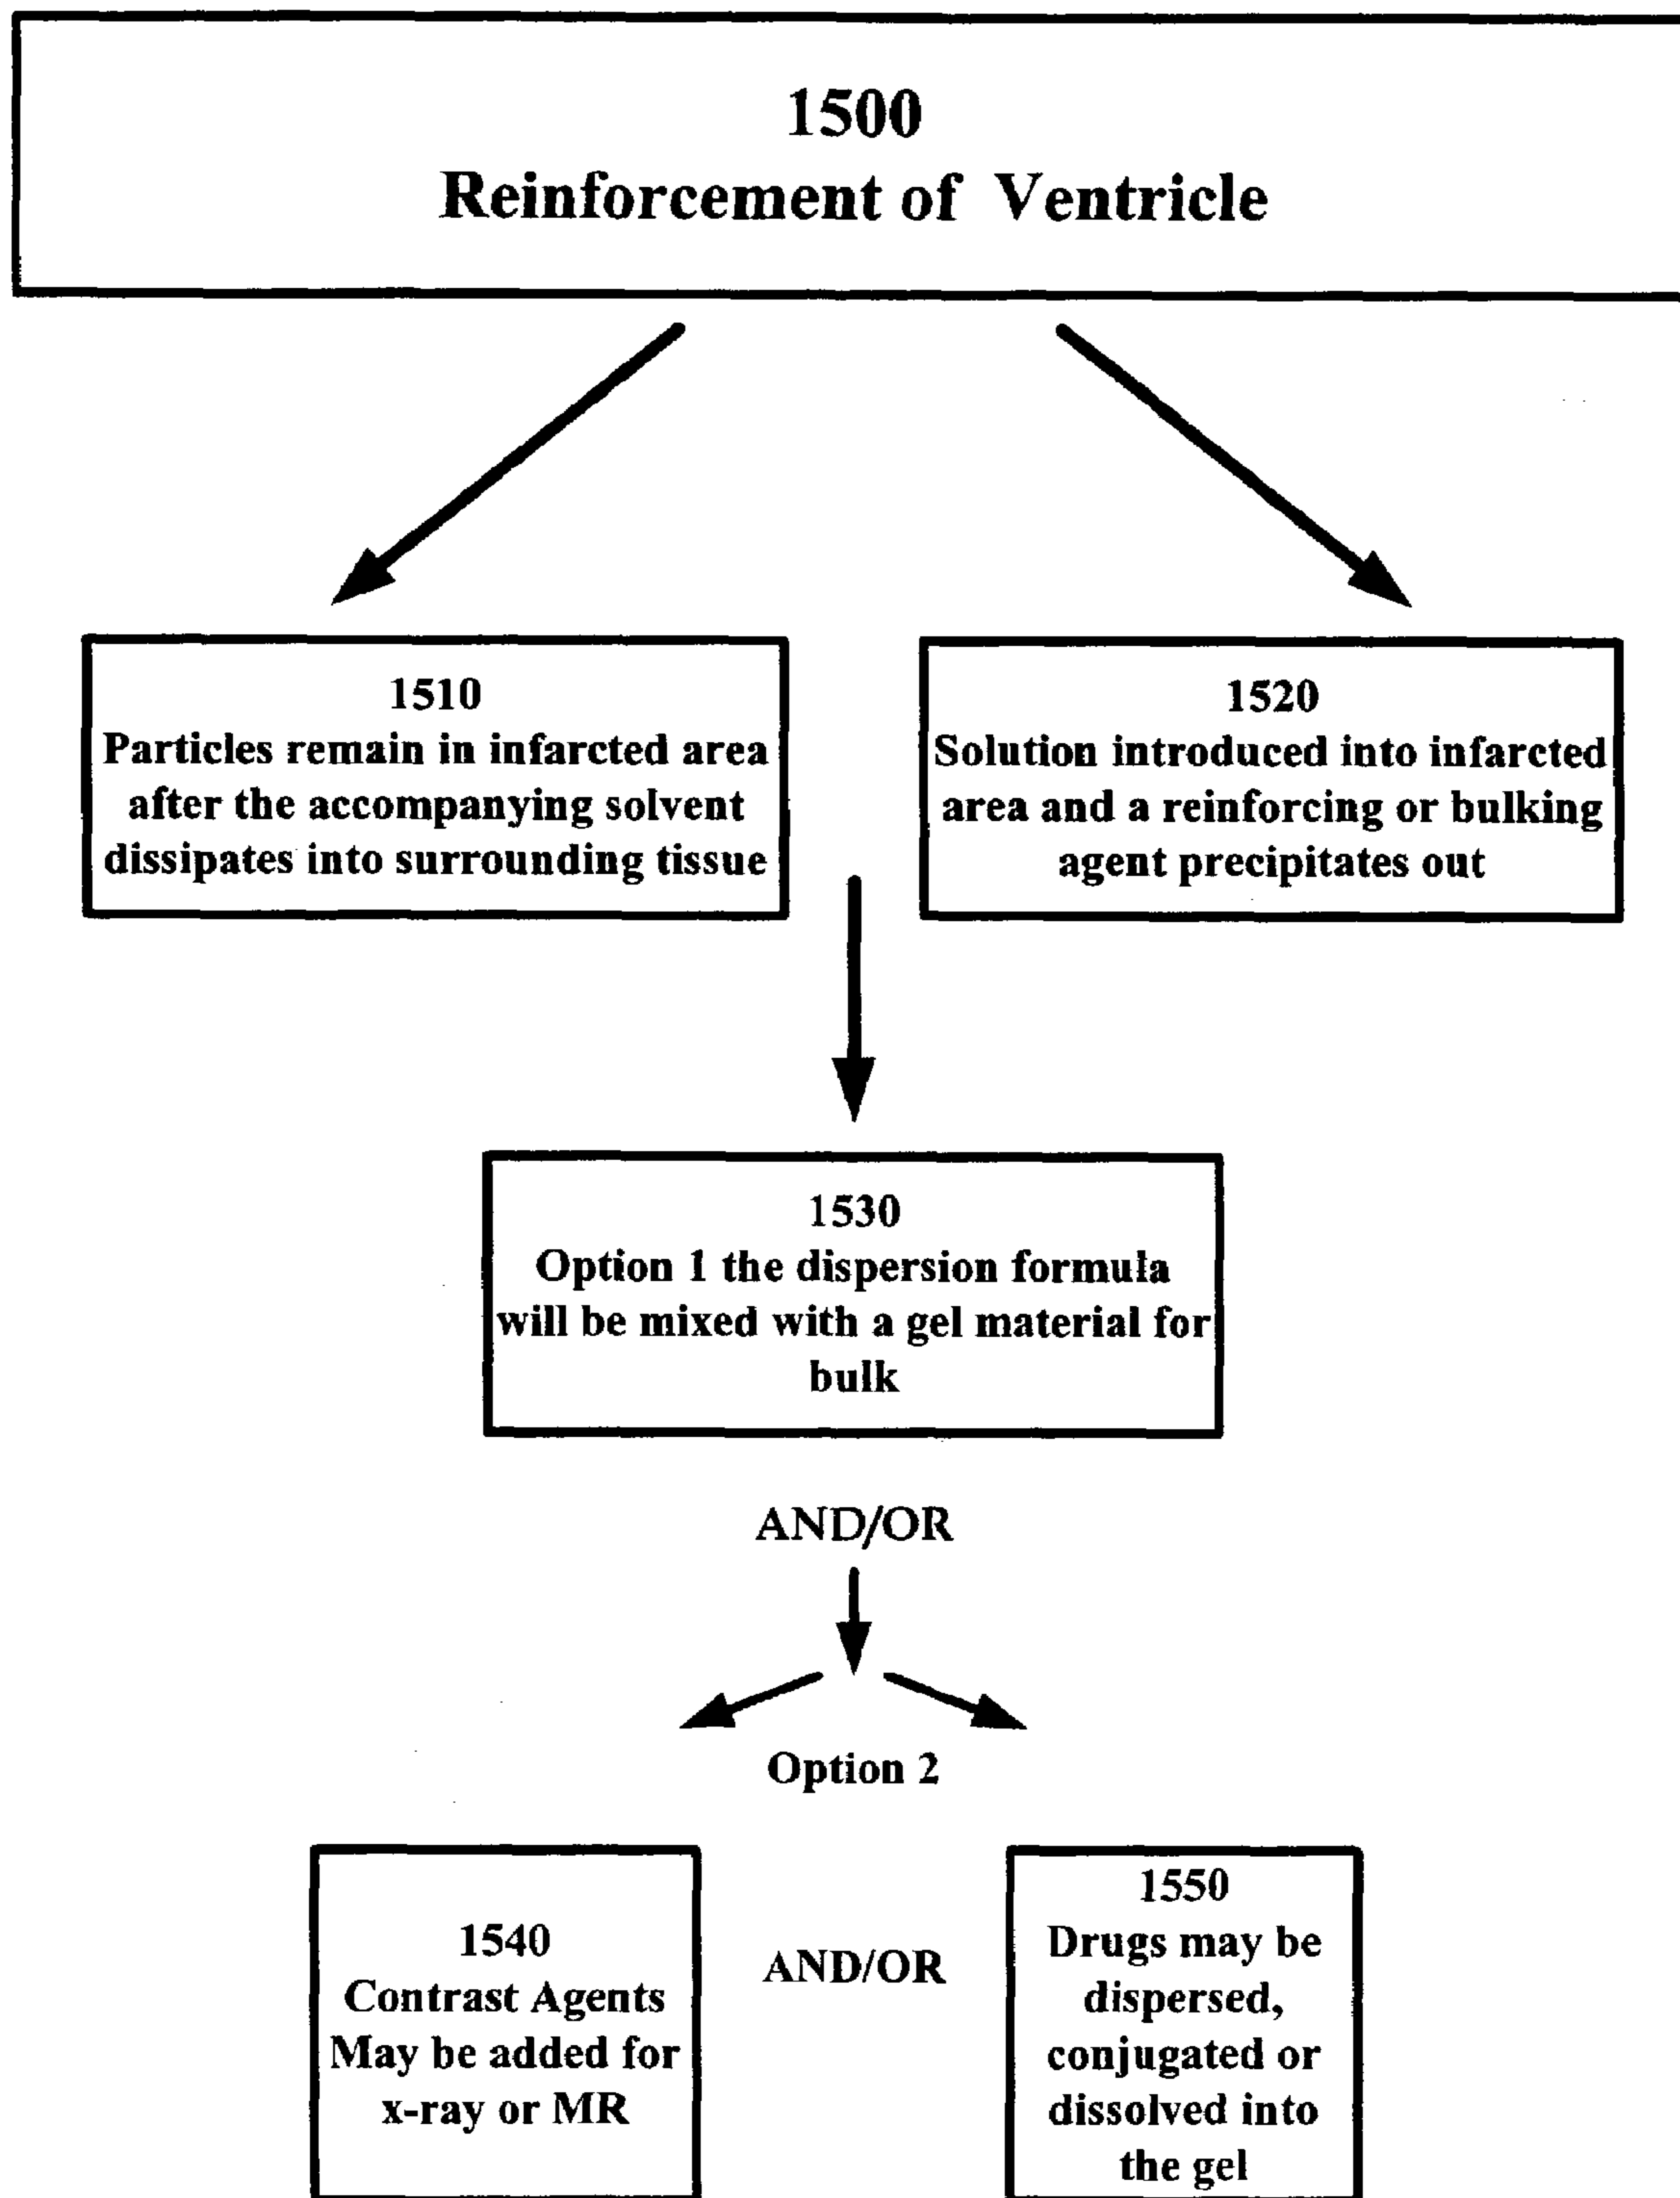 1500
Reinforcement of Ventricle
1510
Particles remain in infarcted area
after the accompanying solvent
dissipates into surrounding tissue
1520
Solution introduced into infarcted
area and a reinforcing or bulking
agent precipitates out
1530
Option 1 the dispersion formula
will be mixed with a gel material for
bulk
AND/OR
Option 2
1540
Contrast Agents
May be added for
x-ray or MR
AND/OR
1550
Drugs may be
dispersed,
conjugated or
dissolved into
the gel